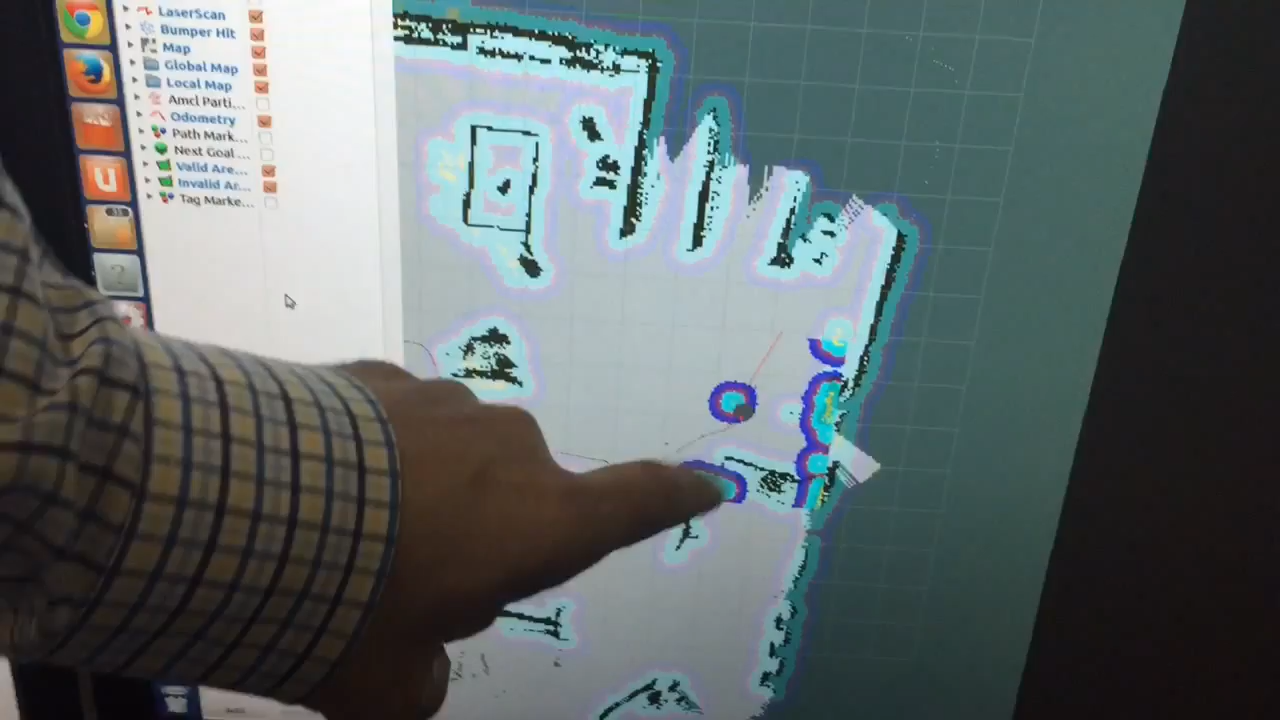 LaserScan
Bumper Hit
Map
Global Map
Local Map
Amcl Parti...
Odometry
Path Mark...
Next Goal ...
Valid Are...
Invalid Ar...
Tag Marke...